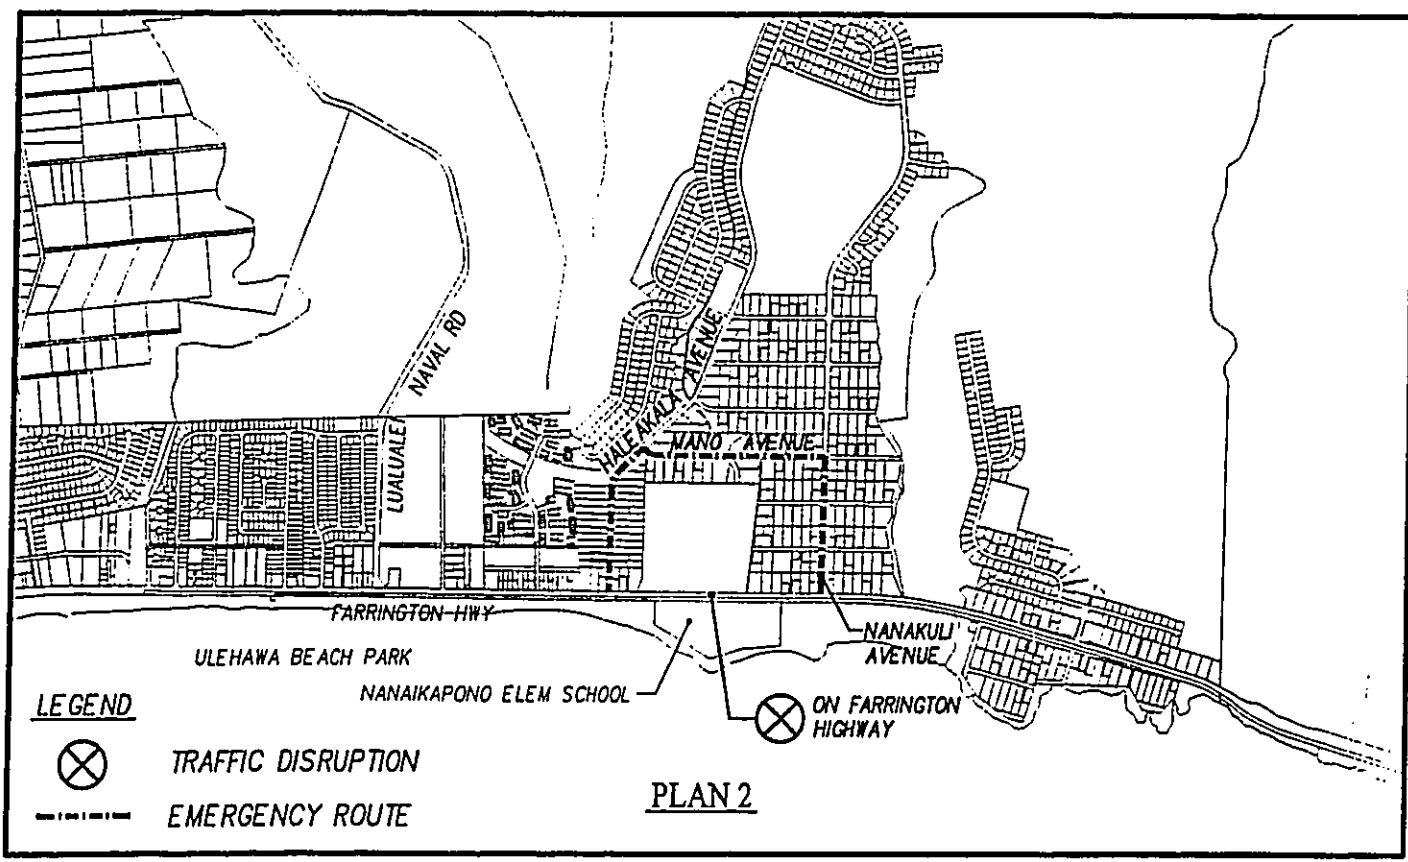 NAVAL RD
LUALUALEI
HALEAKALA AVENUE
MANO AVENUE
FARRINGTON HWY
ULEHAWA BEACH PARK
NANAIKAPONO ELEM SCHOOL
NANAKULI
AVENUE
ON FARRINGTON
HIGHWAY
LEGEND
TRAFFIC DISRUPTION
EMERGENCY ROUTE
PLAN 2